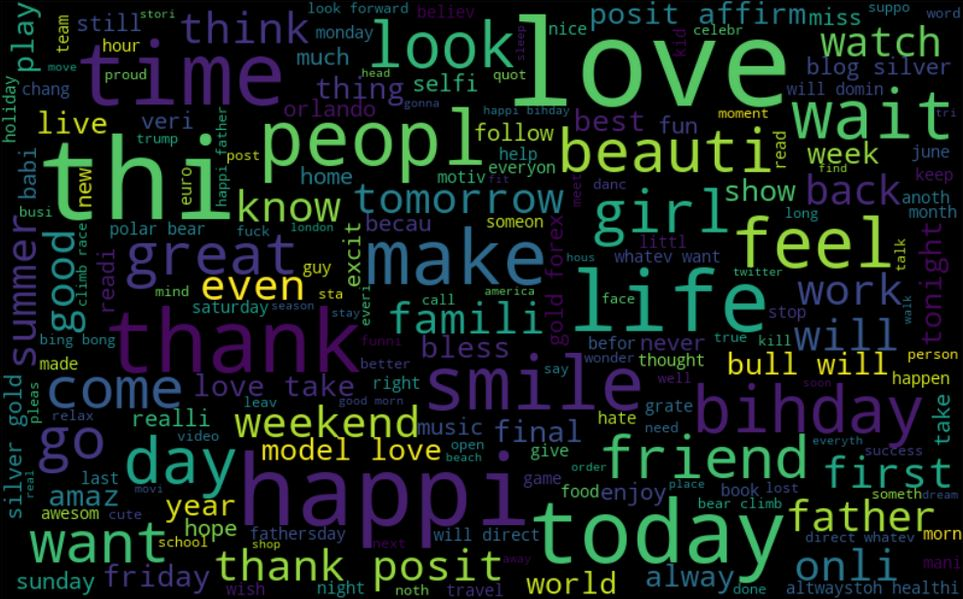 play
stori
still
think
look forward
believ
posit affirm
miss
suppo
word
team
hour
monday
look
love
nice
celebr
kid
watch
move
proud
time
much
head
quot
sleep
blog silver
chang
thing
selfi
gonna
happi bihday
will domin
holiday
live
veri
orlando
peopl
follow
best
fun
moment
read
wait
tri
trump
thi
post
help
everyon
beauti
week
june
find
babi
new
euro
happi father
home
motiv
fit
meet
danc
show
back
keep
anoth
busi
know
tomorrow
someon
girl
long
month
polar bear
fuck
london
becau
excit
littl
feel
talk
summer
good
climb race
readi
great
guy
make
gold forex
hous
whatev want
twitter
tonight
mind
even
sta
everi
america
life
face
work
walk
saturday
season
stay
call
famili
stop
bing bong
thank
funni
bless
befor
never
true
kill
will
made
better
say
wonder
thought
bull will
person
come
love take
right
smile
well
soon
happen
silver gold
pleas
relax
leav
good morn
hate
grate
bihday
take
go
realli
weekend
music
final
need
video
model love
open
give
friend
everyth
success
real
last
day
happi
beach
game
order
place
first
amaz
movi
food
enjoy
book
lost
someth
dream
awesom
cute
year
today
bear climb
father
want
school
hope
fathersday
will direct
direct whatev
morn
shop
next
thank posit
away
world
alway
onli
mani
sunday
friday
wish
night
noth
travel
done
altwaystoh
healthi